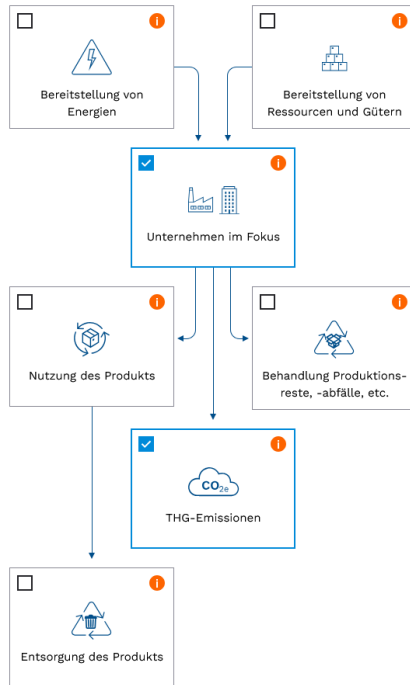 i
i
Bereitstellung von
Energien
Bereitstellung von
Ressourcen und Gütern
i
Unternehmen im Fokus
i
i
Nutzung des Produkts
Behandlung Produktions-
reste, -abfälle, etc.
i
CO2e
THG-Emissionen
i
Entsorgung des Produkts